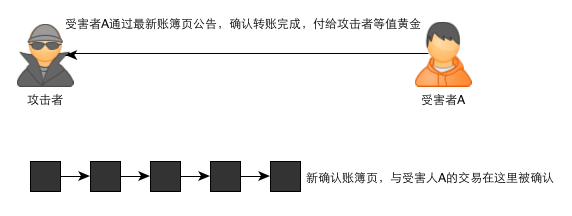 受害者A通过最新账簿页公告，确认转账完成，付给攻击者等值黄金
攻击者
受害者A
新确认账簿页，与受害人A的交易在这里被确认